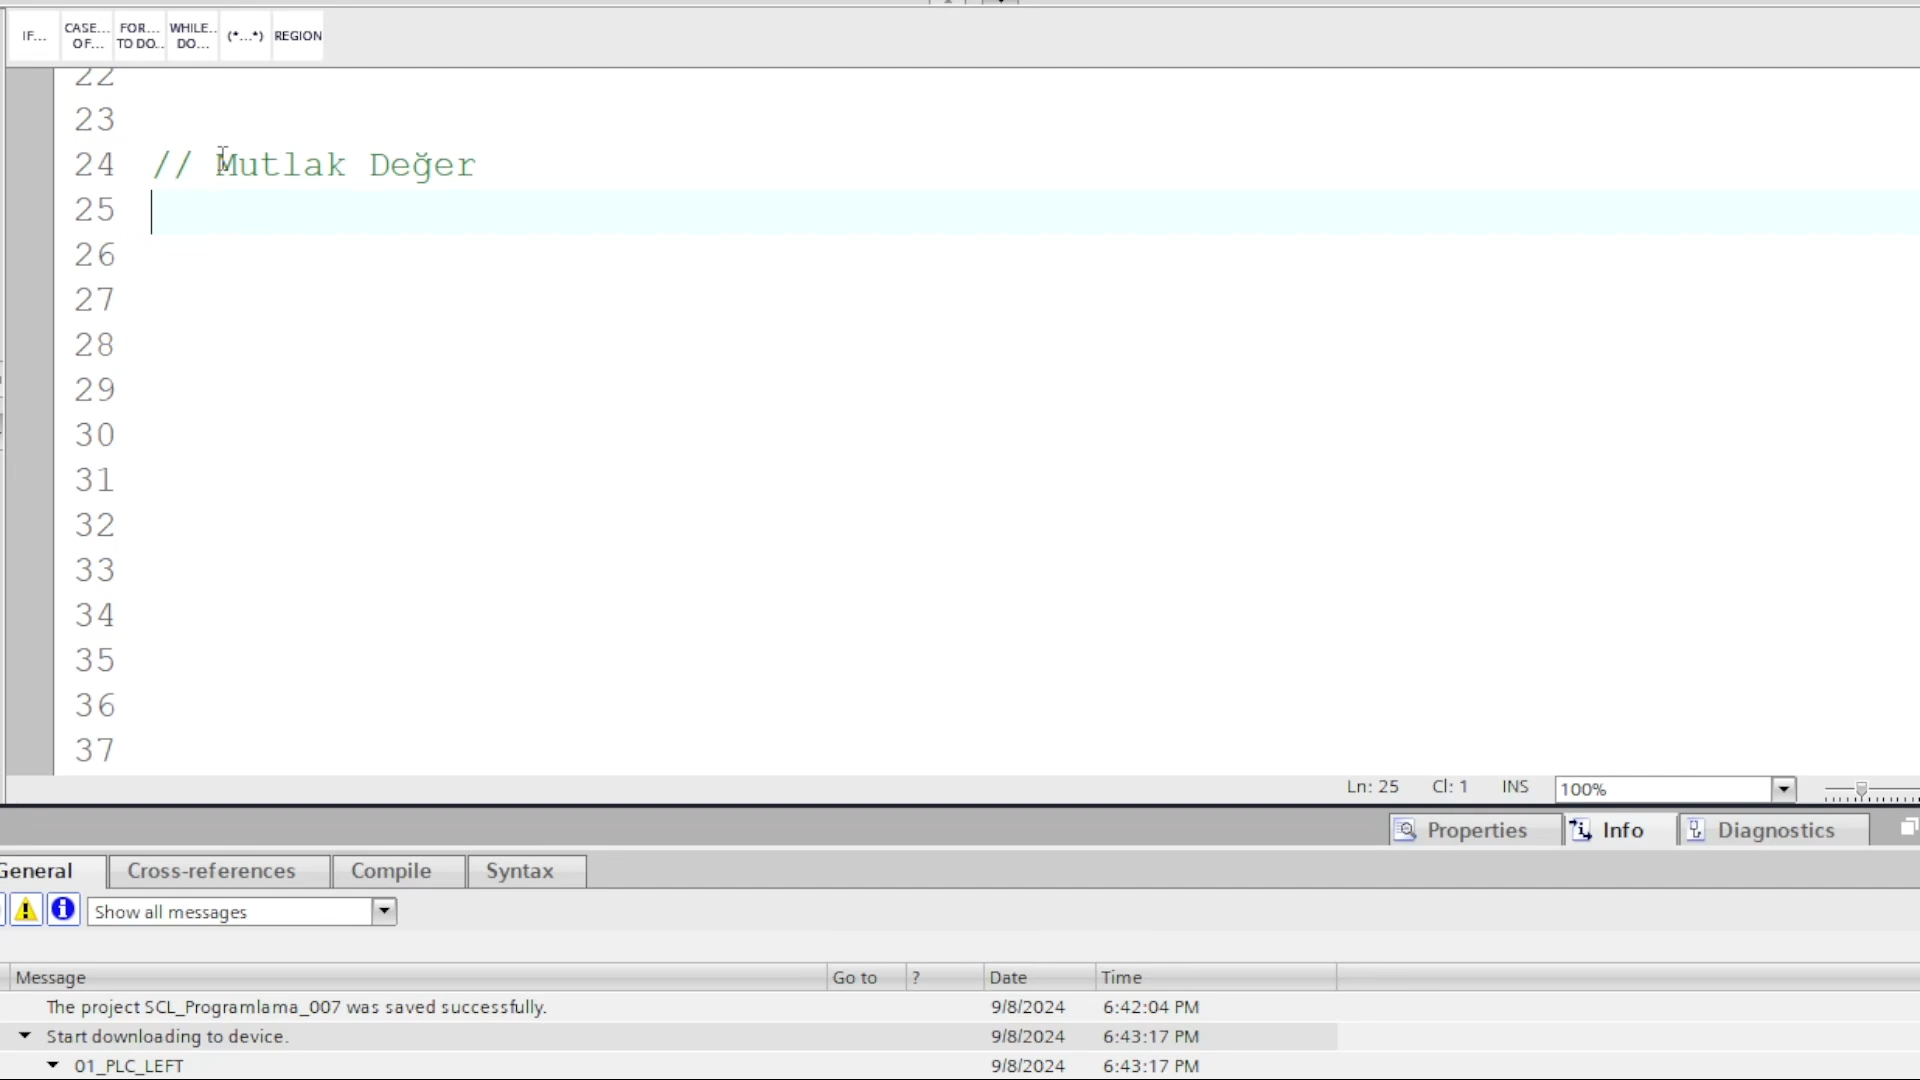 IF... CASE... OF... FOR... TO DO... WHILE.. DO... (*...*) REGION
22
23
24 // Mutlak Değer
25
26
27
28
29
30
31
32
33
34
35
36
37
Ln: 25 Cl: 1 INS 100%
Properties Info Diagnostics
General Cross-references Compile Syntax
Show all messages
Message Go to ? Date Time
The project SCL_Programlama_007 was saved successfully. 9/8/2024 6:42:04 PM
Start downloading to device. 9/8/2024 6:43:17 PM
01_PLC_LEFT 9/8/2024 6:43:17 PM